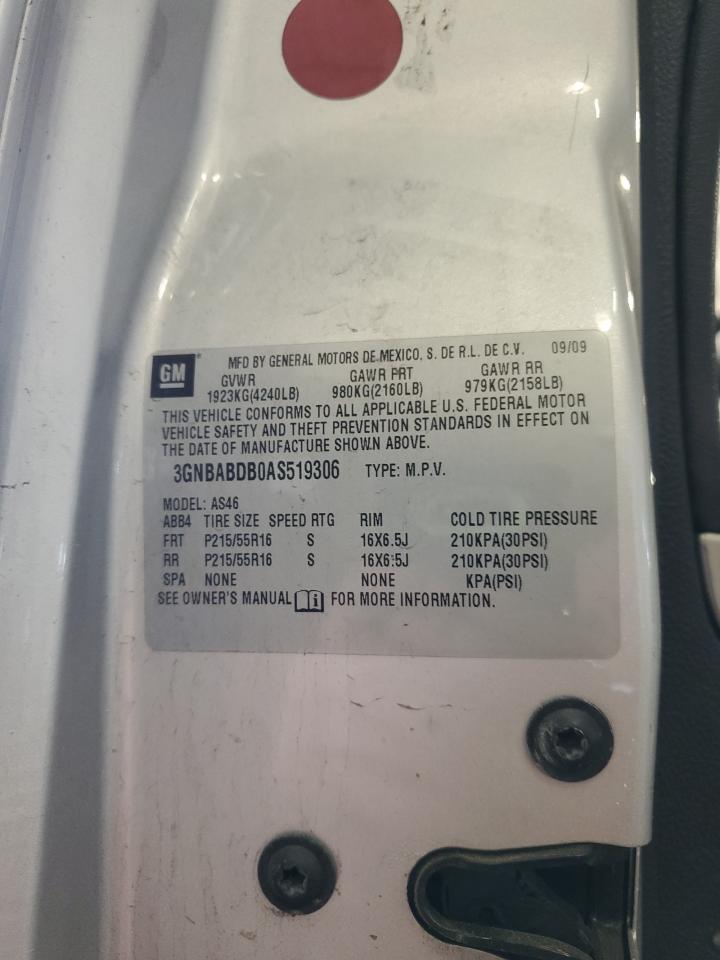 GM
MFD BY GENERAL MOTORS DE MEXICO, S. DE R.L. DE C.V. 09/09
GVWR GAWR FRT GAWR RR
1923KG(4240LB) 980KG(2160LB) 979KG(2158LB)
THIS VEHICLE CONFORMS TO ALL APPLICABLE U.S. FEDERAL MOTOR
VEHICLE SAFETY AND THEFT PREVENTION STANDARDS IN EFFECT ON
THE DATE OF MANUFACTURE SHOWN ABOVE.
3GNBABDB0AS519306 TYPE: M.P.V.
MODEL: AS46
ABB4 TIRE SIZE SPEED RTG RIM COLD TIRE PRESSURE
FRT P215/55R16 S 16X6.5J 210KPA(30PSI)
RR P215/55R16 S 16X6.5J 210KPA(30PSI)
SPA NONE NONE KPA(PSI)
SEE OWNER'S MANUAL FOR MORE INFORMATION.